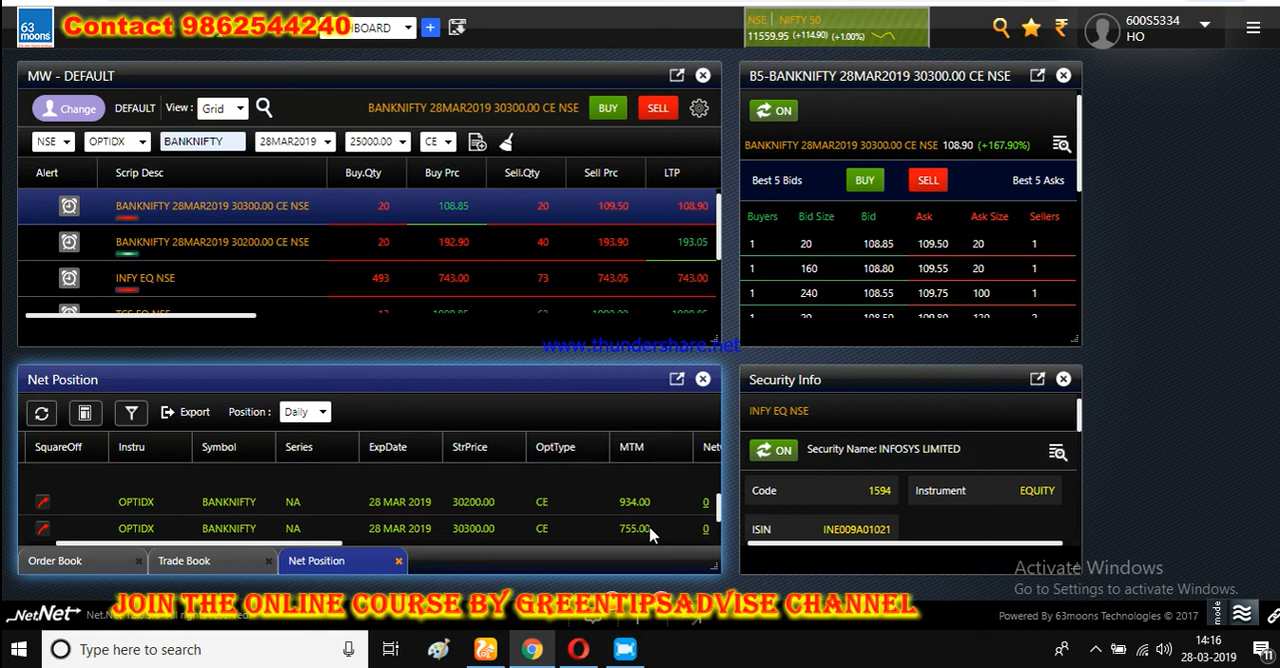 63
moons
Contact 9862544240
BOARD
NSE | NIFTY 50
11559.95 (+114.90) (+1.00%)
600S5334
HO
MW - DEFAULT
Change DEFAULT View : Grid BANKNIFTY 28MAR2019 30300.00 CE NSE BUY SELL
NSE OPTIDX BANKNIFTY 28MAR2019 25000.00 CE
Alert Scrip Desc Buy.Qty Buy Prc Sell.Qty Sell Prc LTP
BANKNIFTY 28MAR2019 30300.00 CE NSE 20 108.85 20 109.50 108.90
BANKNIFTY 28MAR2019 30200.00 CE NSE 20 192.90 40 193.90 193.05
INFY EQ NSE 493 743.00 73 743.05 743.00
TCS EQ NSE
B5-BANKNIFTY 28MAR2019 30300.00 CE NSE
ON
BANKNIFTY 28MAR2019 30300.00 CE NSE 108.90 (+167.90%)
Best 5 Bids BUY SELL Best 5 Asks
Buyers Bid Size Bid Ask Ask Size Sellers
1 20 108.85 109.50 20 1
1 160 108.80 109.55 20 1
1 240 108.55 109.75 100 1
www.thundershare.net
Net Position
Export Position : Daily
SquareOff Instru Symbol Series ExpDate StrPrice OptType MTM Net
OPTIDX BANKNIFTY NA 28 MAR 2019 30200.00 CE 934.00 0
OPTIDX BANKNIFTY NA 28 MAR 2019 30300.00 CE 755.00 0
Order Book Trade Book Net Position
Security Info
INFY EQ NSE
ON Security Name: INFOSYS LIMITED
Code 1594 Instrument EQUITY
ISIN INE009A01021
Activate Windows
Go to Settings to activate Windows.
.Net.Net Net.Net
JOIN THE ONLINE COURSE BY GREENTIPSADVISE CHANNEL
Powered By 63moons Technologies © 2017
mode
Type here to search
14:16
28-03-2019
11